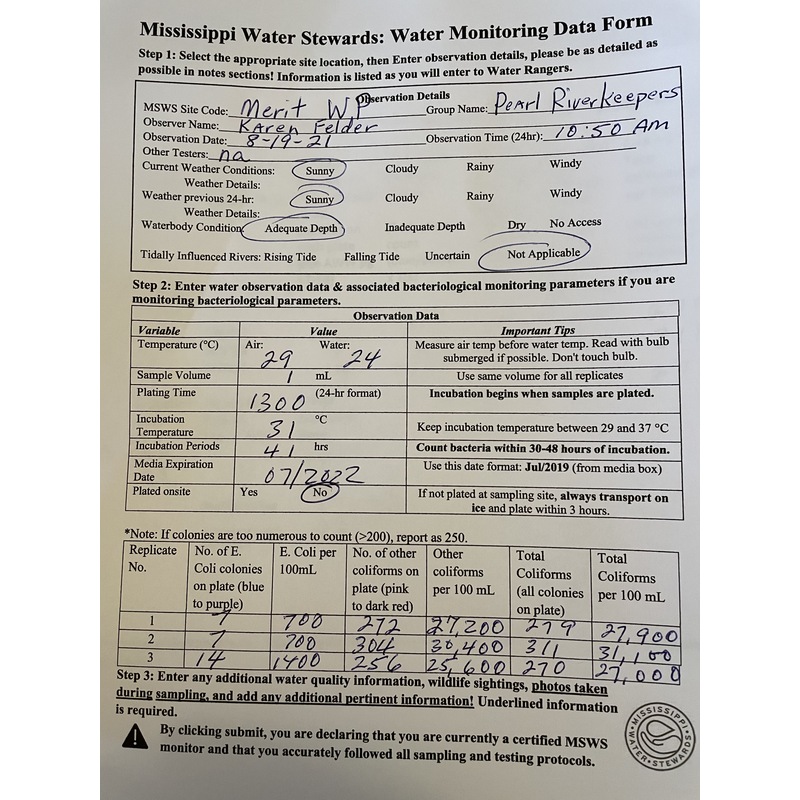 Mississippi Water Stewards: Water Monitoring Data Form
Step 1: Select the appropriate site location, then Enter observation details, please be as detailed as
possible in notes sections! Information is listed as you will enter to Water Rangers.
Observation Details
MSWS Site Code: Merit WP Group Name: Pearl Riverkeepers
Observer Name: Karen Felder
Observation Date: 8-19-21 Observation Time (24hr): 10:50 AM
Other Testers: na
Current Weather Conditions: Sunny Cloudy Rainy Windy
Weather Details:
Weather previous 24-hr: Sunny Cloudy Rainy Windy
Weather Details:
Waterbody Condition Adequate Depth Inadequate Depth Dry No Access
Tidally Influenced Rivers: Rising Tide Falling Tide Uncertain Not Applicable
Step 2: Enter water observation data & associated bacteriological monitoring parameters if you are
monitoring bacteriological parameters.
Observation Data
Variable Value Important Tips
Temperature (°C) Air: 29 Water: 24 Measure air temp before water temp. Read with bulb
submerged if possible. Don't touch bulb.
Sample Volume 1 mL Use same volume for all replicates
Plating Time 1300 (24-hr format) Incubation begins when samples are plated.
Incubation
Temperature 31 °C Keep incubation temperature between 29 and 37 °C
Incubation Periods 41 hrs Count bacteria within 30-48 hours of incubation.
Media Expiration
Date 07/2022 Use this date format: Jul/2019 (from media box)
Plated onsite Yes No If not plated at sampling site, always transport on
ice and plate within 3 hours.
*Note: If colonies are too numerous to count (>200), report as 250.
Replicate No. of E. E. Coli per No. of other Other Total Total
No. Coli colonies 100mL coliforms on coliforms Coliforms Coliforms
on plate (blue plate (pink per 100 mL (all colonies per 100 mL
to purple) to dark red) on plate)
1 7 700 272 27,200 279 27,900
2 7 700 304 30,400 311 31,100
3 14 1400 256 25,600 270 27,000
Step 3: Enter any additional water quality information, wildlife sightings, photos taken
during sampling, and add any additional pertinent information! Underlined information
is required.
By clicking submit, you are declaring that you are currently a certified MSWS
monitor and that you accurately followed all sampling and testing protocols.
MISSISSIPPI
WATER STEWARDS